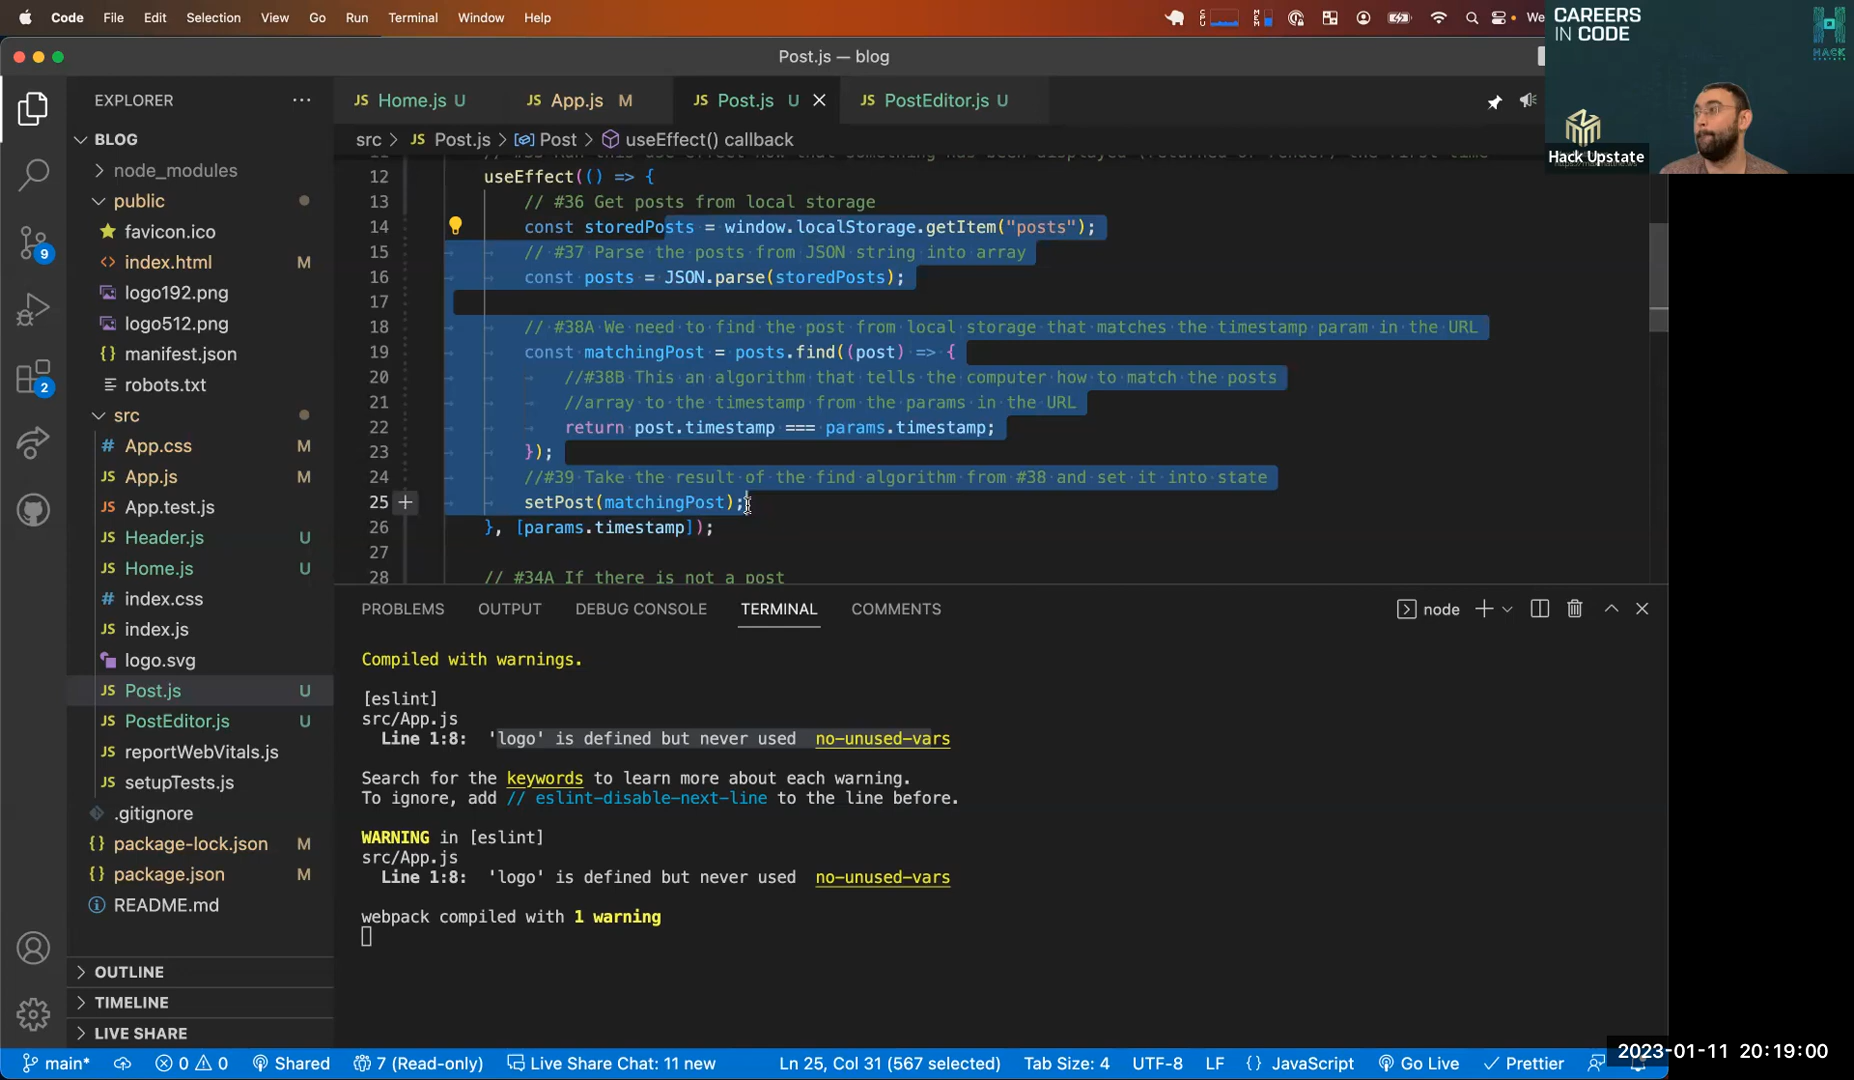 Code File Edit Selection View Go Run Terminal Window Help
CPU MEM We
CAREERS
IN CODE
HACK
UPSTATE
Post.js — blog
EXPLORER
Home.js U
App.js M
Post.js U
PostEditor.js U
BLOG
src > Post.js > Post > useEffect() callback
Hack Upstate
node_modules
public
favicon.ico
index.html M
logo192.png
logo512.png
manifest.json
robots.txt
src
App.css M
App.js M
App.test.js
Header.js U
Home.js U
index.css
index.js
logo.svg
Post.js U
PostEditor.js U
reportWebVitals.js
setupTests.js
.gitignore
package-lock.json M
package.json M
README.md
OUTLINE
TIMELINE
LIVE SHARE
9
2
12 useEffect(() => {
13 // #36 Get posts from local storage
14 const storedPosts = window.localStorage.getItem("posts");
15 // #37 Parse the posts from JSON string into array
16 const posts = JSON.parse(storedPosts);
17
18 // #38A We need to find the post from local storage that matches the timestamp param in the URL
19 const matchingPost = posts.find((post) => {
20 //#38B This an algorithm that tells the computer how to match the posts
21 //array to the timestamp from the params in the URL
22 return post.timestamp === params.timestamp;
23 });
24 //#39 Take the result of the find algorithm from #38 and set it into state
25 setPost(matchingPost);
26 }, [params.timestamp]);
27
28 // #34A If there is not a post
PROBLEMS OUTPUT DEBUG CONSOLE TERMINAL COMMENTS
node
Compiled with warnings.
[eslint]
src/App.js
Line 1:8: 'logo' is defined but never used no-unused-vars
Search for the keywords to learn more about each warning.
To ignore, add // eslint-disable-next-line to the line before.
WARNING in [eslint]
src/App.js
Line 1:8: 'logo' is defined but never used no-unused-vars
webpack compiled with 1 warning
main* 0 0 Shared 7 (Read-only) Live Share Chat: 11 new Ln 25, Col 31 (567 selected) Tab Size: 4 UTF-8 LF {} JavaScript Go Live Prettier
2023-01-11 20:19:00